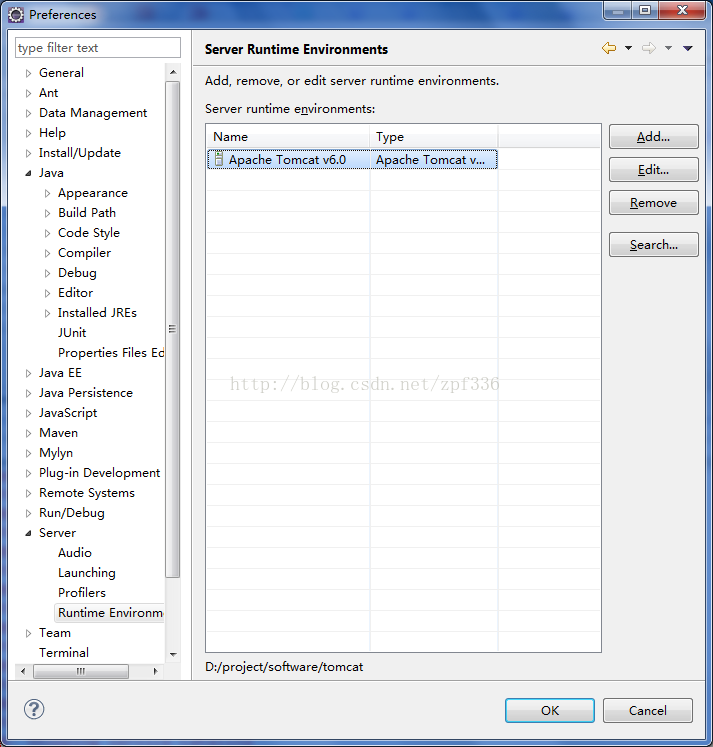 Preferences
type filter text
General
Ant
Data Management
Help
Install/Update
Java
Appearance
Build Path
Code Style
Compiler
Debug
Editor
Installed JREs
JUnit
Properties Files Ed
Java EE
Java Persistence
JavaScript
Maven
Mylyn
Plug-in Development
Remote Systems
Run/Debug
Server
Audio
Launching
Profilers
Runtime Environm
Team
Terminal
Server Runtime Environments
Add, remove, or edit server runtime environments.
Server runtime environments:
Name Type
Apache Tomcat v6.0 Apache Tomcat v...
Add...
Edit...
Remove
Search...
http://blog.csdn.net/zpf336
D:/project/software/tomcat
OK Cancel